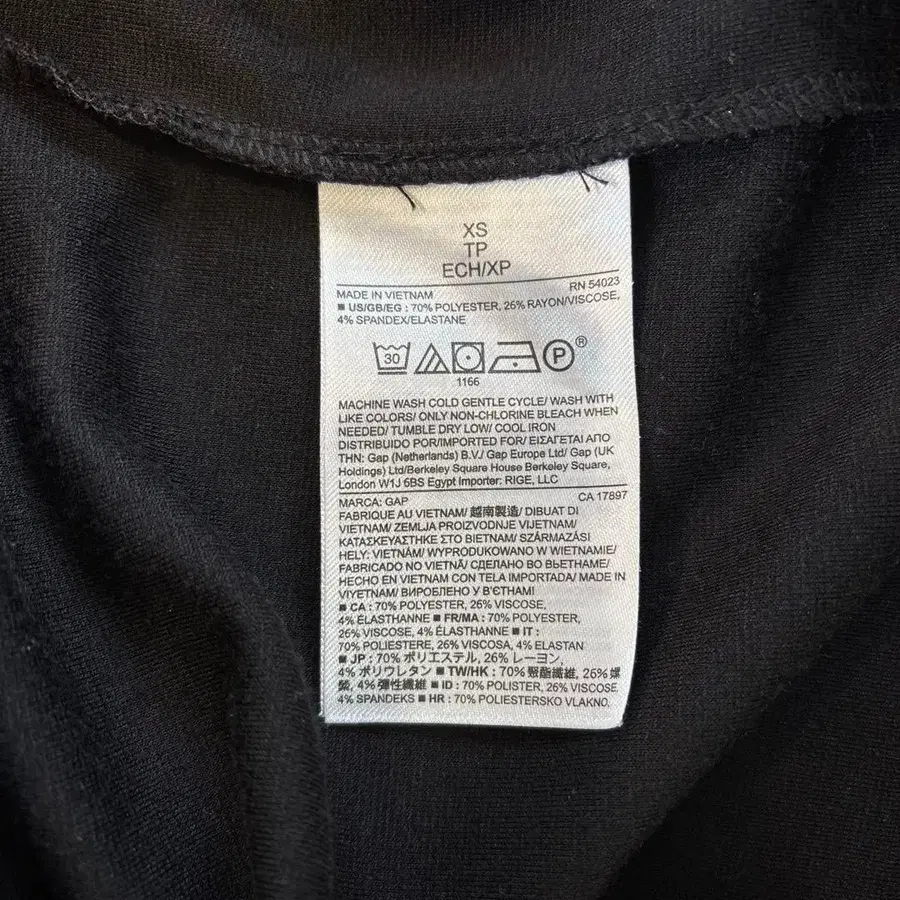 XS
TP
ECH/XP
RN 54023
MADE IN VIETNAM
■ US/GB/EG : 70% POLYESTER, 26% RAYON/VISCOSE,
4% SPANDEX/ELASTANE
30 P ®
1166
MACHINE WASH COLD GENTLE CYCLE/ WASH WITH
LIKE COLORS/ ONLY NON-CHLORINE BLEACH WHEN
NEEDED/ TUMBLE DRY LOW/ COOL IRON
DISTRIBUIDO POR/IMPORTED FOR/ ΕΙΣΑΓΕΤΑΙ ΑΠΟ
ΤΗΝ: Gap (Netherlands) B.V./ Gap Europe Ltd/ Gap (UK
Holdings) Ltd/Berkeley Square House Berkeley Square,
London W1J 6BS Egypt Importer: RIGE, LLC
MARCA: GAP CA 17897
FABRIQUE AU VIETNAM/ 越南製造/ DIBUAT DI
VIETNAM/ ZEMLJA PROIZVODNJE VIJETNAM/
ΚΑΤΑΣΚΕΥΑΣΤΗΚΕ ΣΤΟ ΒΙΕΤΝΑΜ/ SZÁRMAZÁSI
HELY: VIETNÁM/ WYPRODUKOWANO W WIETNAMIE/
FABRICADO NO VIETNÃ/ СДЕЛАНО ВО ВЬЕТНАМЕ/
HECHO EN VIETNAM CON TELA IMPORTADA/ MADE IN
VIYETNAM/ ВИРОБЛЕНО У В'ЄТНАМІ
■ CA : 70% POLYESTER, 26% VISCOSE,
4% ÉLASTHANNE ■ FR/MA : 70% POLYESTER,
26% VISCOSE, 4% ÉLASTHANNE ■ IT :
70% POLIESTERE, 26% VISCOSA, 4% ELASTAN
■ JP : 70% ポリエステル, 26% レーヨン,
4% ポリウレタン ■ TW/HK : 70% 聚酯纖維, 26% 嫘
縈, 4% 彈性纖維 ■ ID : 70% POLISTER, 26% VISCOSE
4% SPANDEKS ■ HR : 70% POLIESTERSKO VLAKNO,